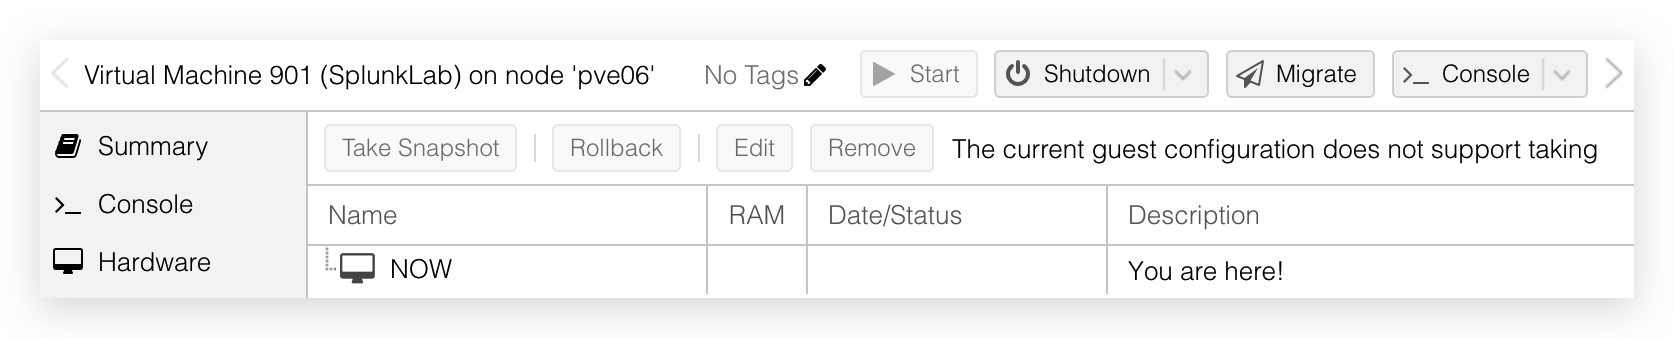 Virtual Machine 901 (SplunkLab) on node 'pve06' No Tags Start Shutdown Migrate Console
Summary
Console
Hardware
Take Snapshot Rollback Edit Remove The current guest configuration does not support taking
Name RAM Date/Status Description
NOW You are here!